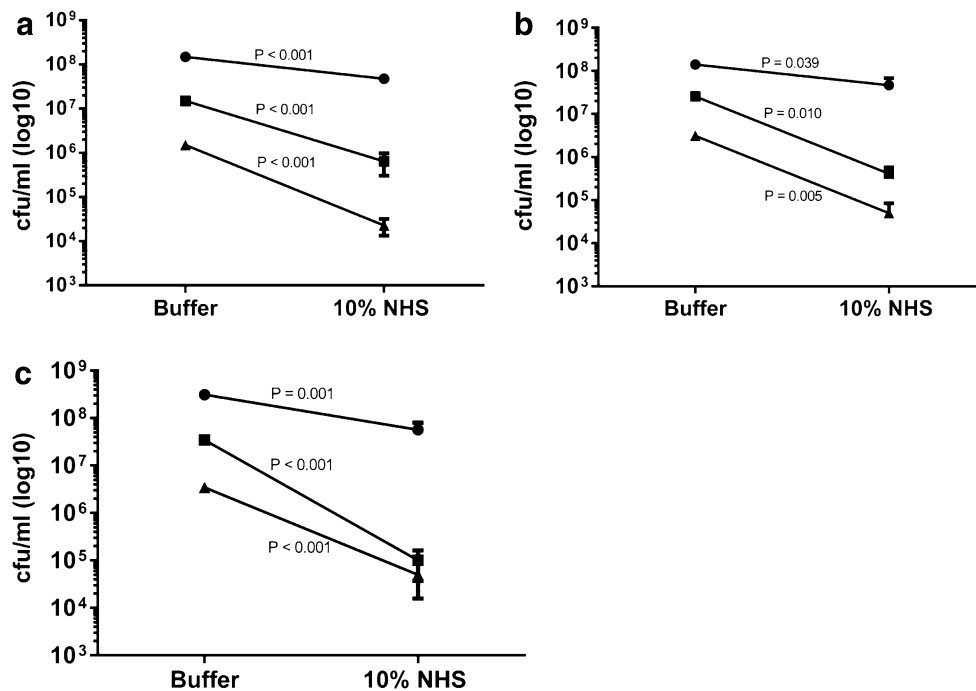 a
cfu/ml (log10)
10⁹
10⁸
10⁷
10⁶
10⁵
10⁴
10³
P < 0.001
P < 0.001
P < 0.001
Buffer 10% NHS
b
cfu/ml (log10)
10⁹
10⁸
10⁷
10⁶
10⁵
10⁴
10³
P = 0.039
P = 0.010
P = 0.005
Buffer 10% NHS
c
cfu/ml (log10)
10⁹
10⁸
10⁷
10⁶
10⁵
10⁴
10³
P = 0.001
P < 0.001
P < 0.001
Buffer 10% NHS